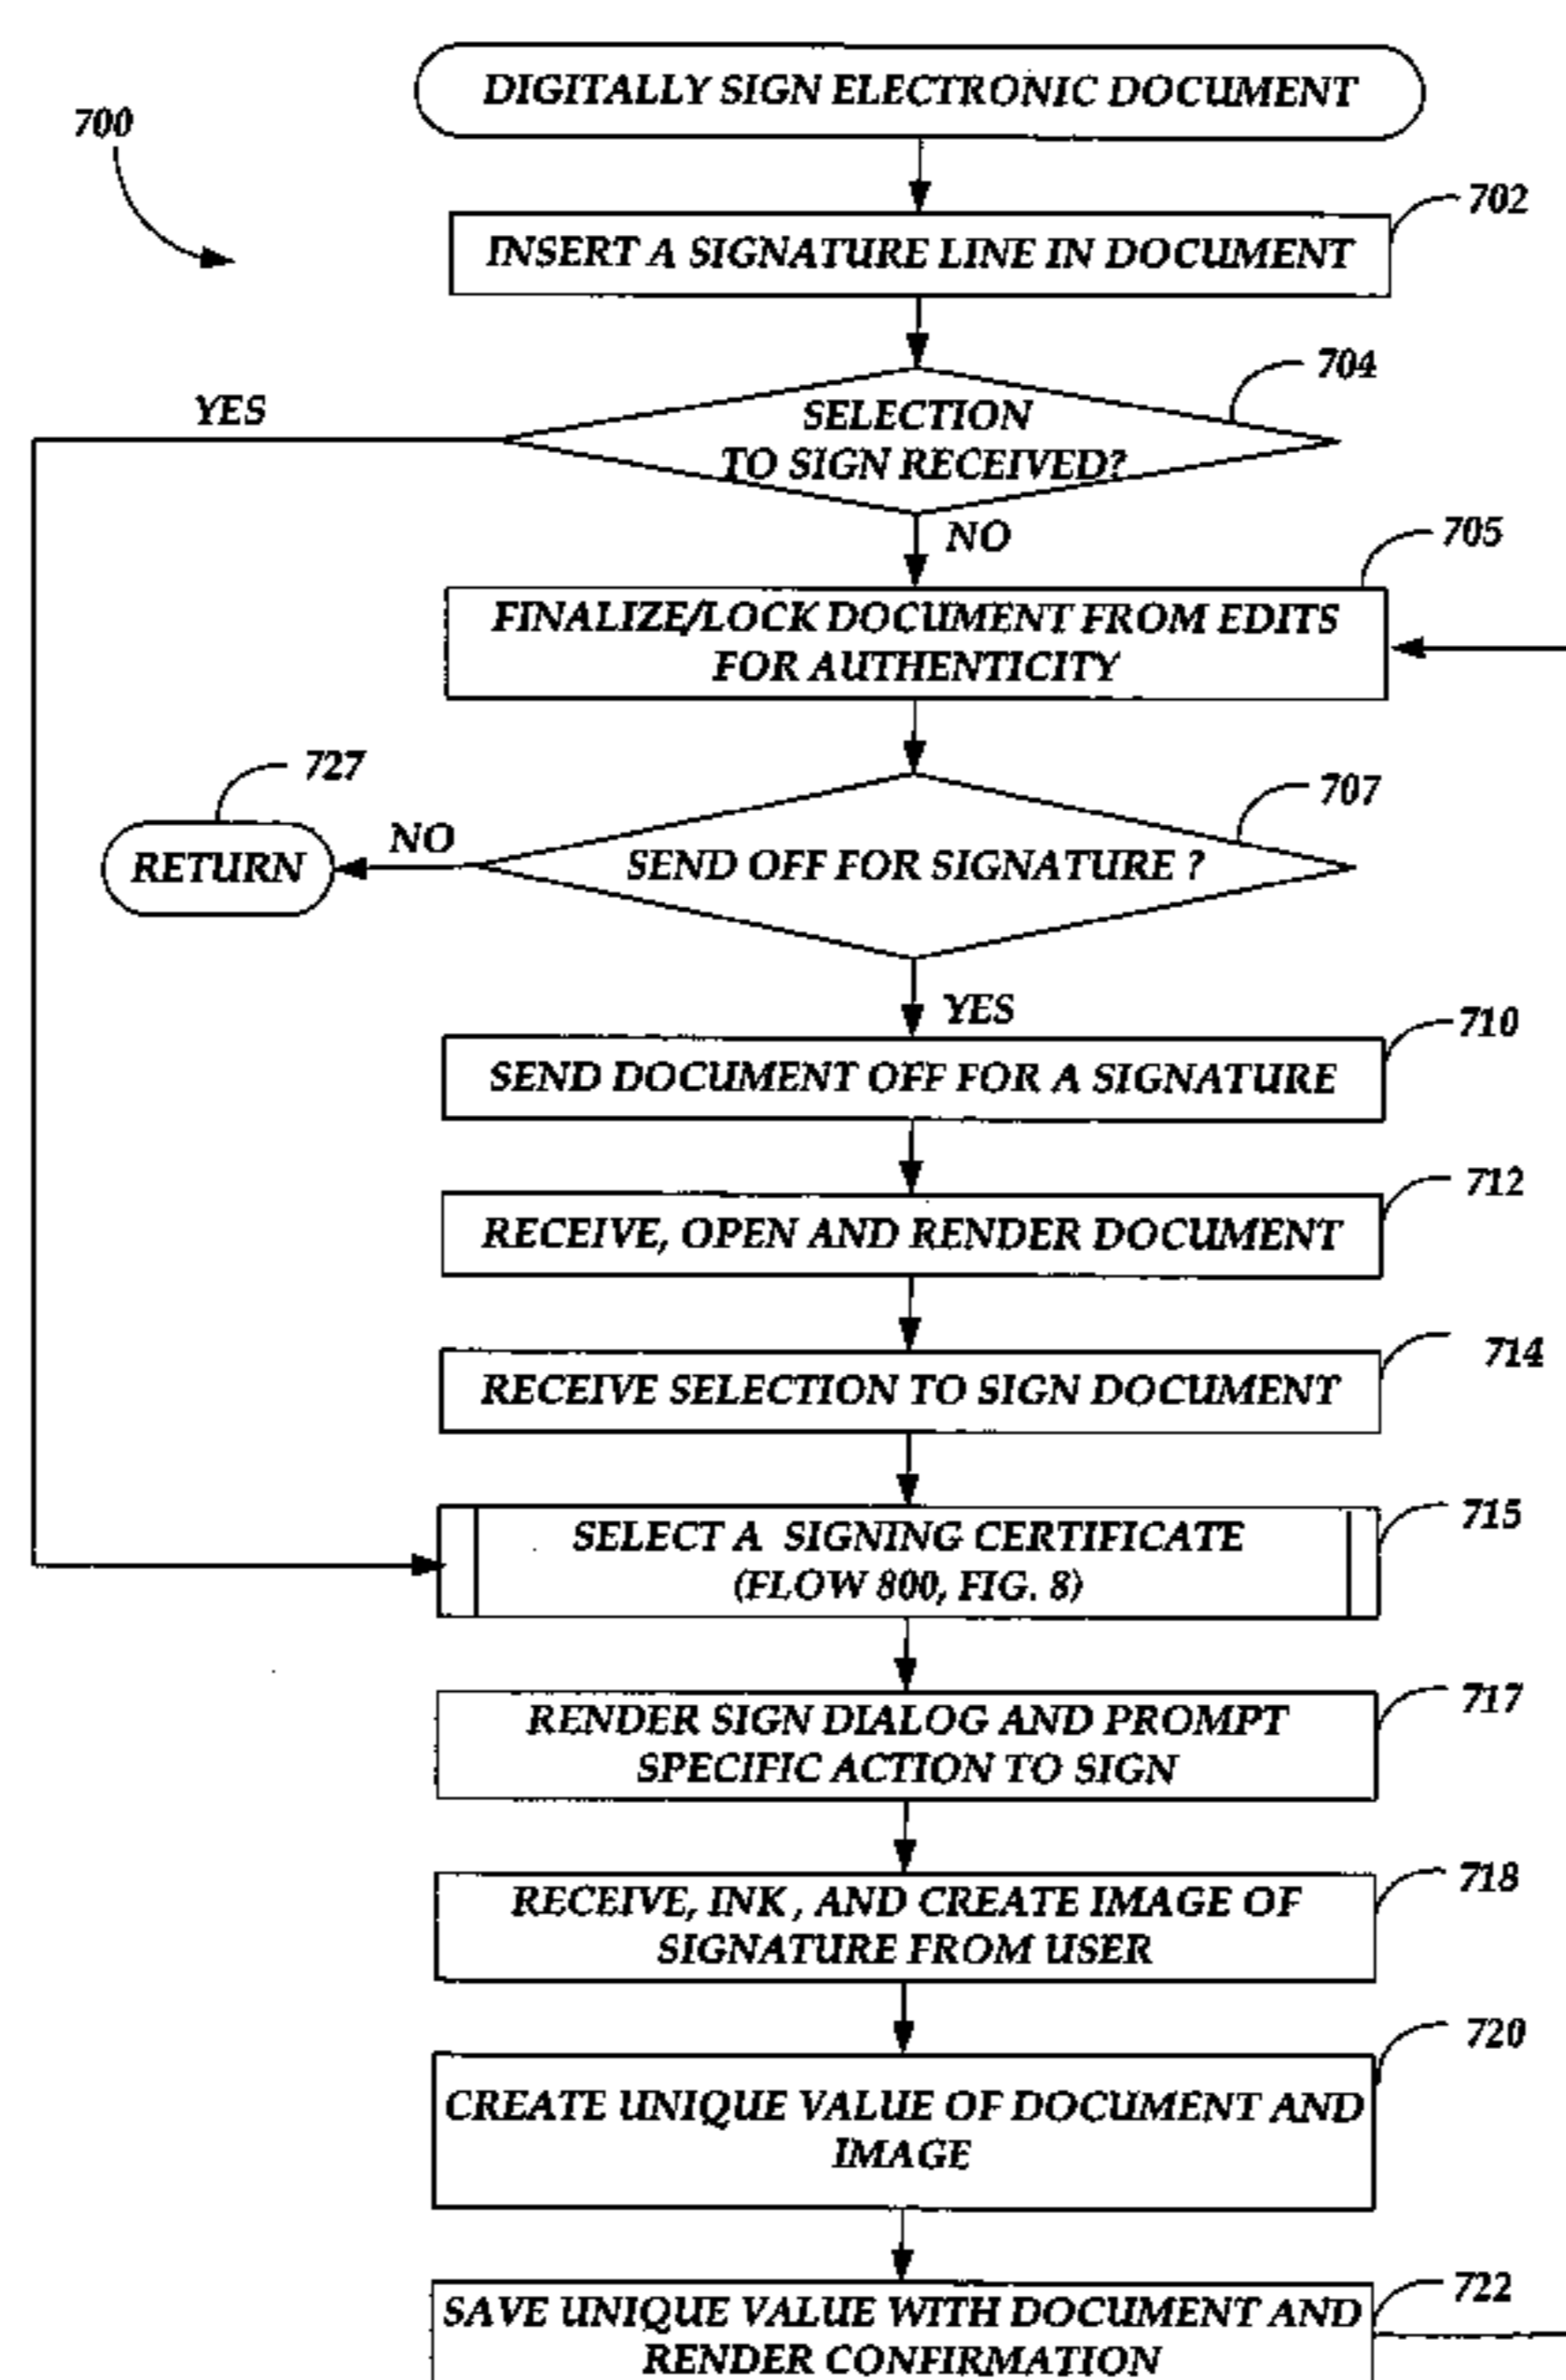 DIGITALLY SIGN ELECTRONIC DOCUMENT
700
702
INSERT A SIGNATURE LINE IN DOCUMENT
704
YES
SELECTION
TO SIGN RECEIVED?
NO
705
FINALIZE/LOCK DOCUMENT FROM EDITS
FOR AUTHENTICITY
727
707
RETURN
NO
SEND OFF FOR SIGNATURE ?
YES
710
SEND DOCUMENT OFF FOR A SIGNATURE
712
RECEIVE, OPEN AND RENDER DOCUMENT
714
RECEIVE SELECTION TO SIGN DOCUMENT
715
SELECT A SIGNING CERTIFICATE
(FLOW 800, FIG. 8)
717
RENDER SIGN DIALOG AND PROMPT
SPECIFIC ACTION TO SIGN
718
RECEIVE, INK , AND CREATE IMAGE OF
SIGNATURE FROM USER
720
CREATE UNIQUE VALUE OF DOCUMENT AND
IMAGE
722
SAVE UNIQUE VALUE WITH DOCUMENT AND
RENDER CONFIRMATION